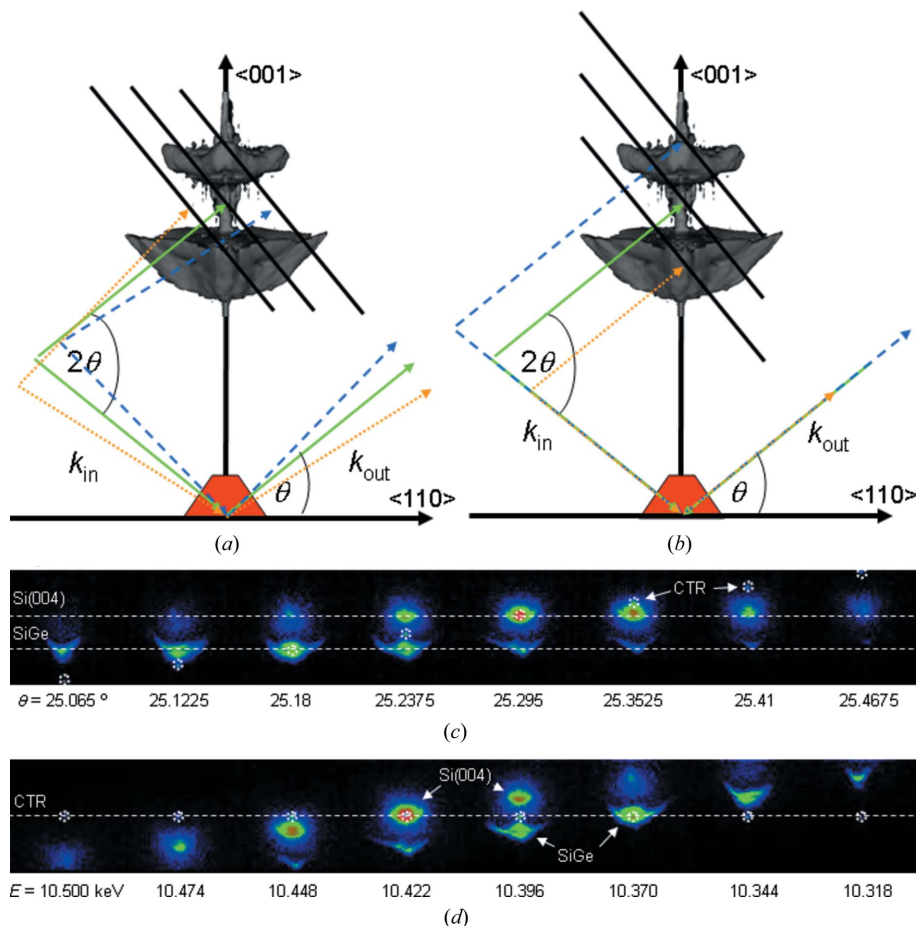 <001>
<001>
2θ
2θ
k_in
k_out
θ
<110>
k_in
k_out
θ
<110>
(a)
(b)
Si(004)
CTR
SiGe
θ = 25.065 ° 25.1225 25.18 25.2375 25.295 25.3525 25.41 25.4675
(c)
Si(004)
CTR
SiGe
E = 10.500 keV 10.474 10.448 10.422 10.396 10.370 10.344 10.318
(d)